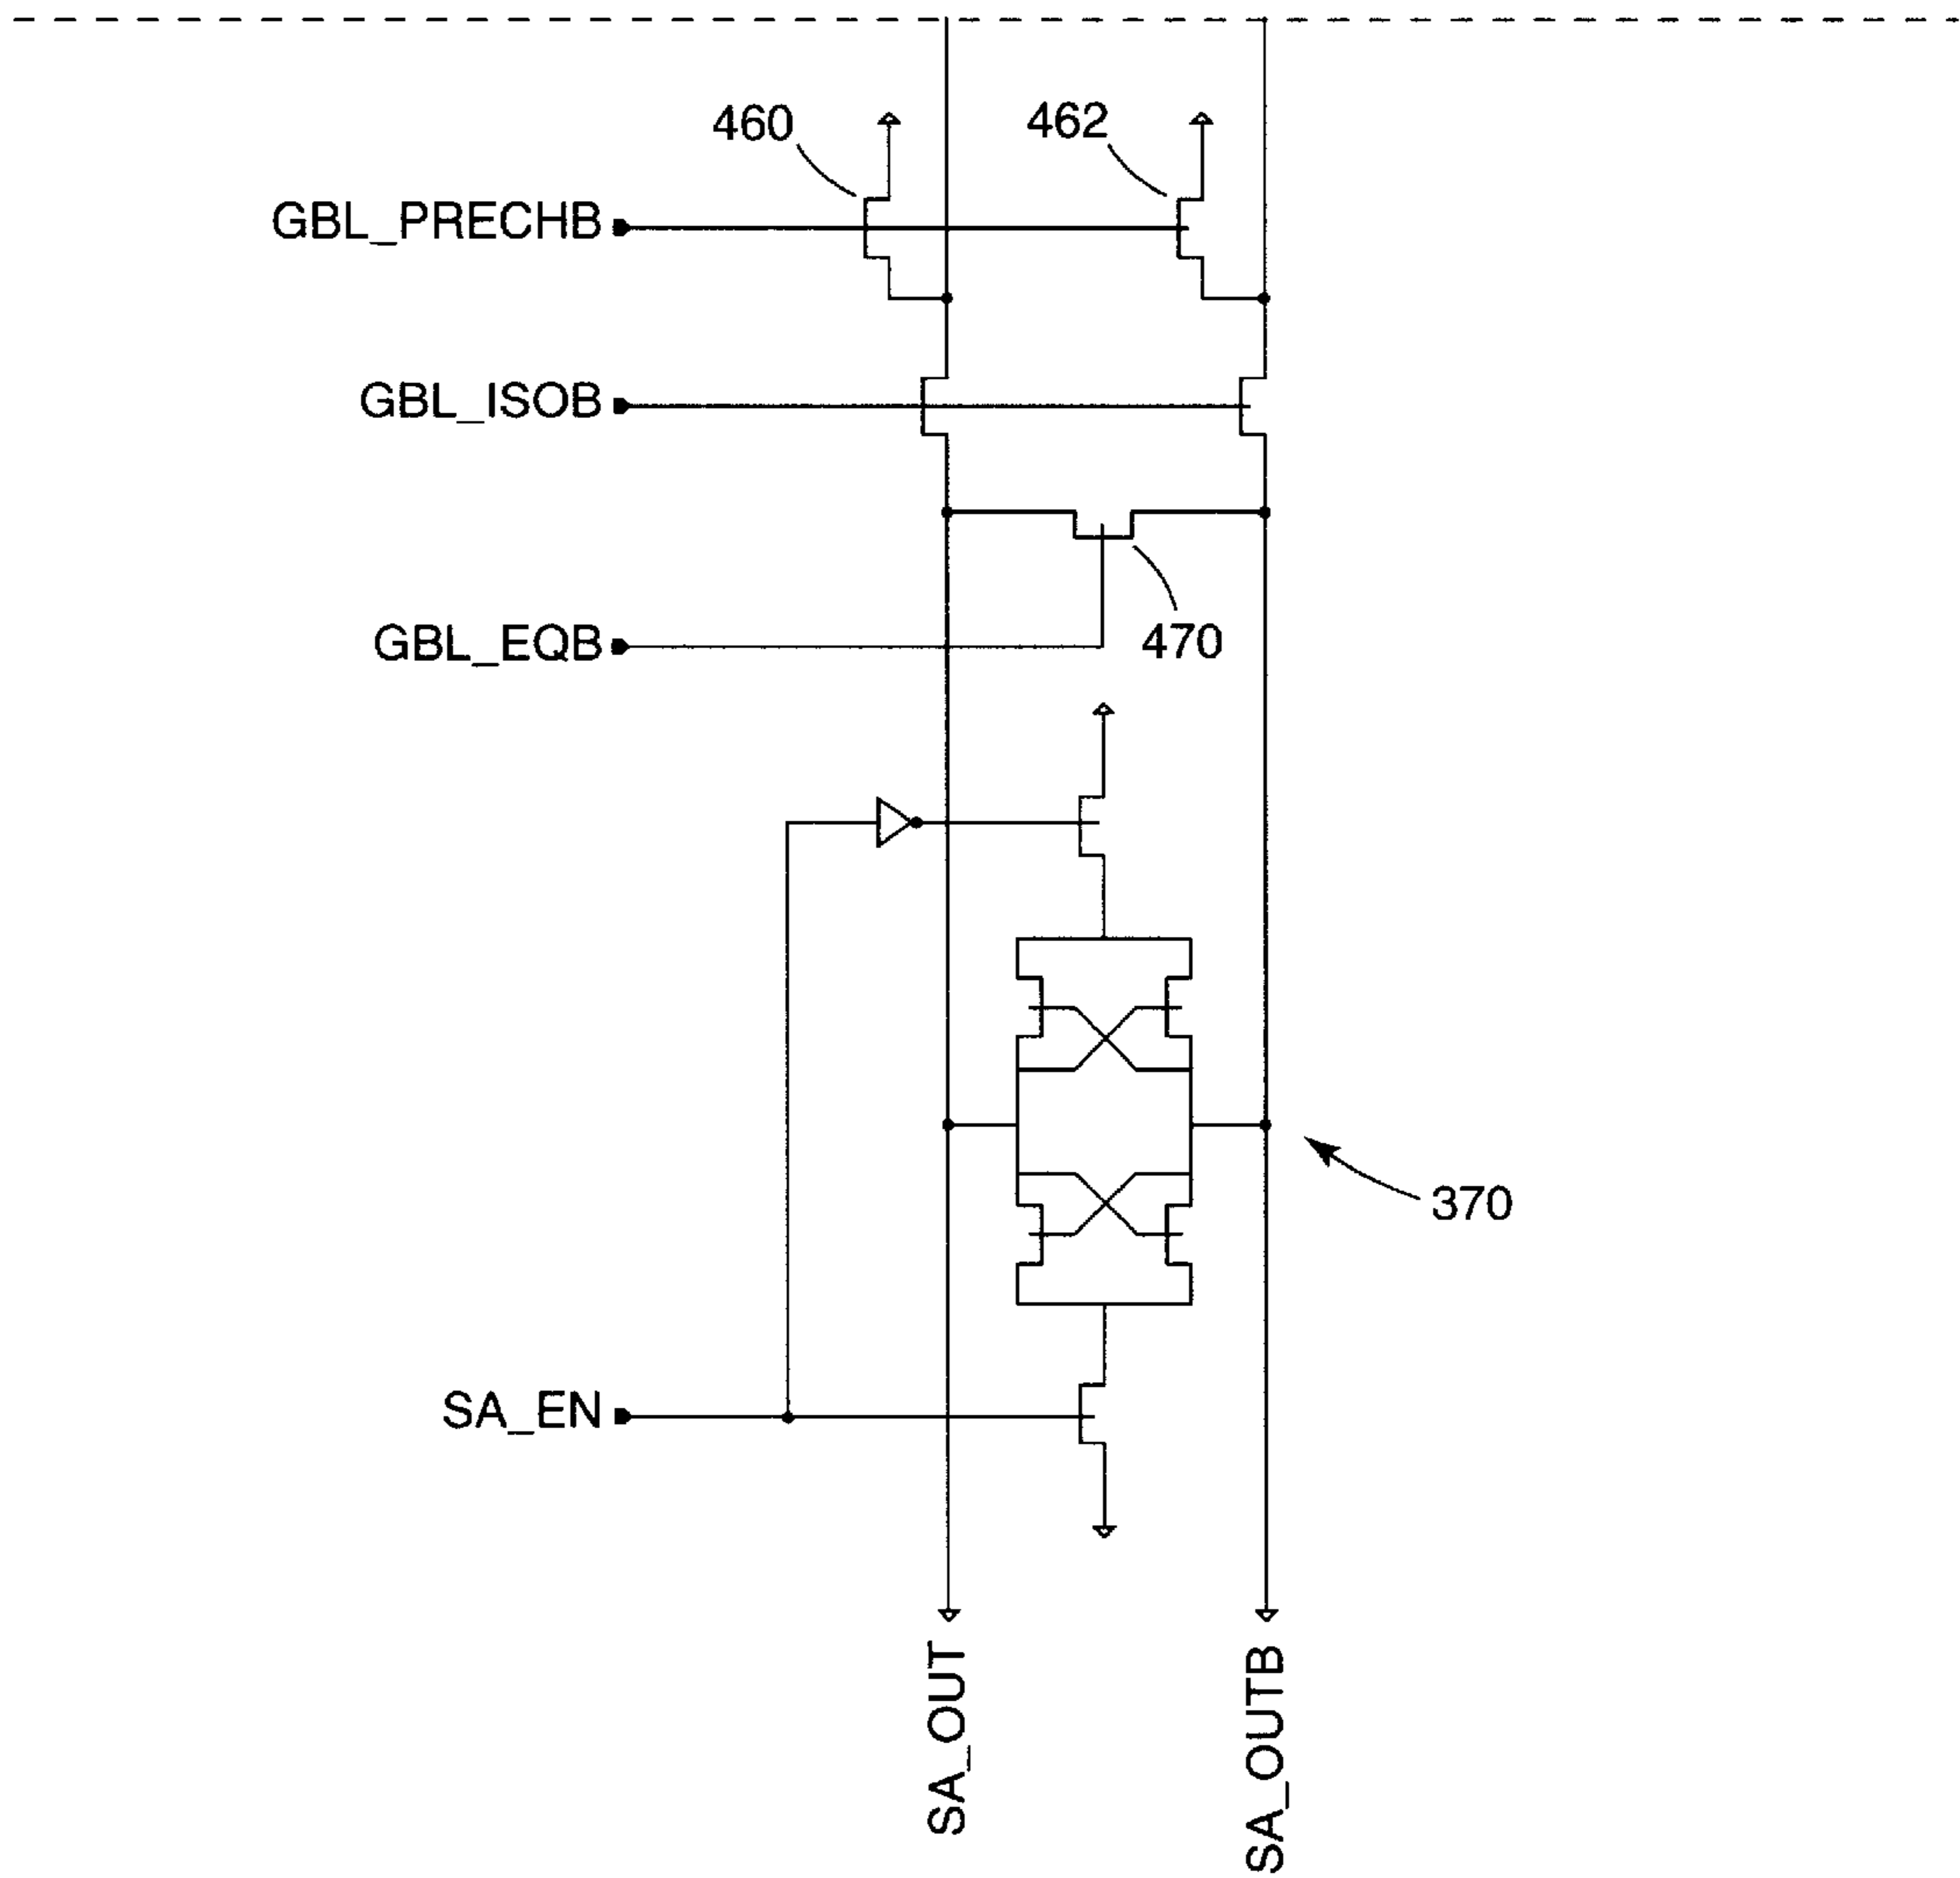 460
462
GBL_PRECHB
GBL_ISOB
GBL_EQB
470
370
SA_EN
SA_OUT
SA_OUTB